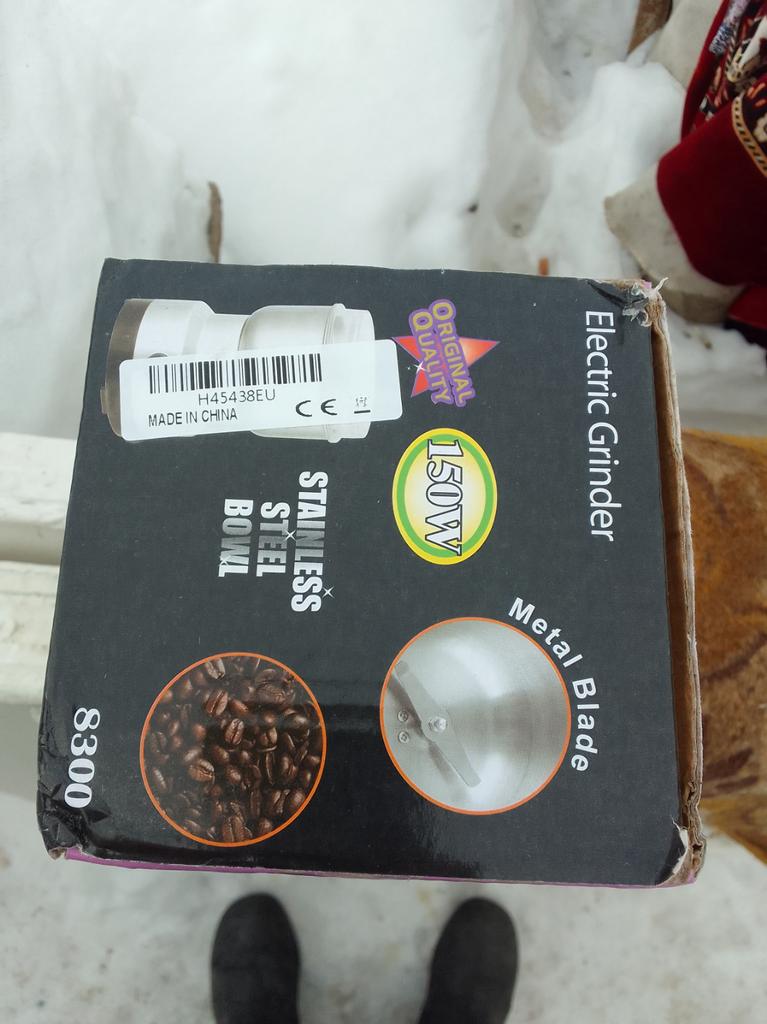 Electric Grinder
ORIGINAL
QUALITY
150W
Metal Blade
H45438EU
MADE IN CHINA
CE
STAINLESS
STEEL
BOWL
8300